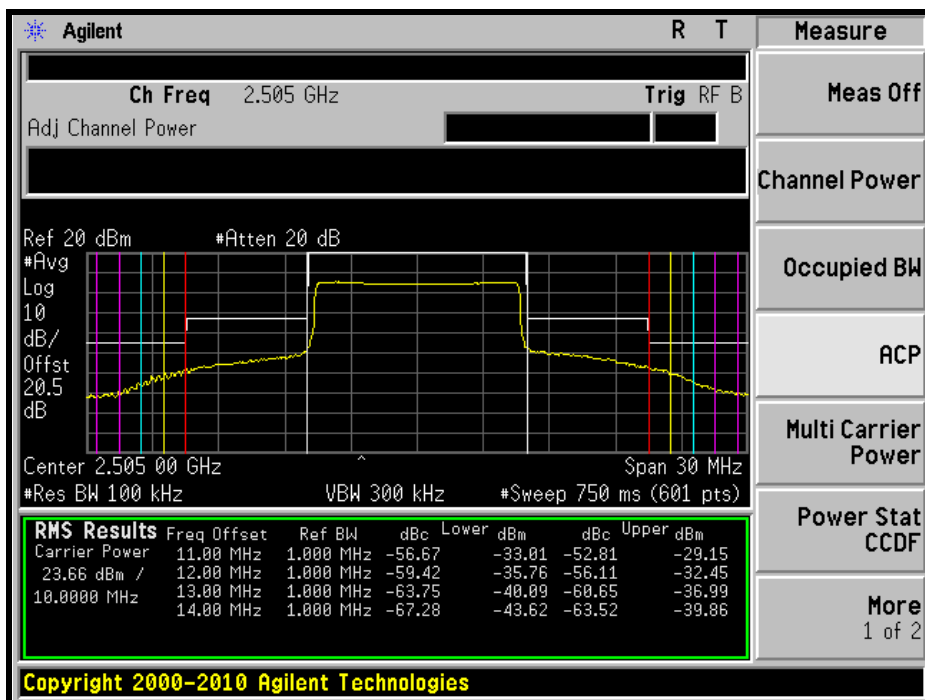 Agilent R T
Measure
Ch Freq 2.505 GHz Trig RF B
Adj Channel Power
Ref 20 dBm #Atten 20 dB
#Avg
Log
10
dB/
Offst
20.5
dB
Center 2.505 00 GHz ^ Span 30 MHz
#Res BW 100 kHz VBW 300 kHz #Sweep 750 ms (601 pts)
RMS Results Freq Offset Ref BW dBc Lower dBm dBc Upper dBm
Carrier Power 11.00 MHz 1.000 MHz -56.67 -33.01 -52.81 -29.15
23.66 dBm / 12.00 MHz 1.000 MHz -59.42 -35.76 -56.11 -32.45
10.0000 MHz 13.00 MHz 1.000 MHz -63.75 -40.09 -60.65 -36.99
14.00 MHz 1.000 MHz -67.28 -43.62 -63.52 -39.86
Copyright 2000-2010 Agilent Technologies
Meas Off
Channel Power
Occupied BW
ACP
Multi Carrier
Power
Power Stat
CCDF
More
1 of 2